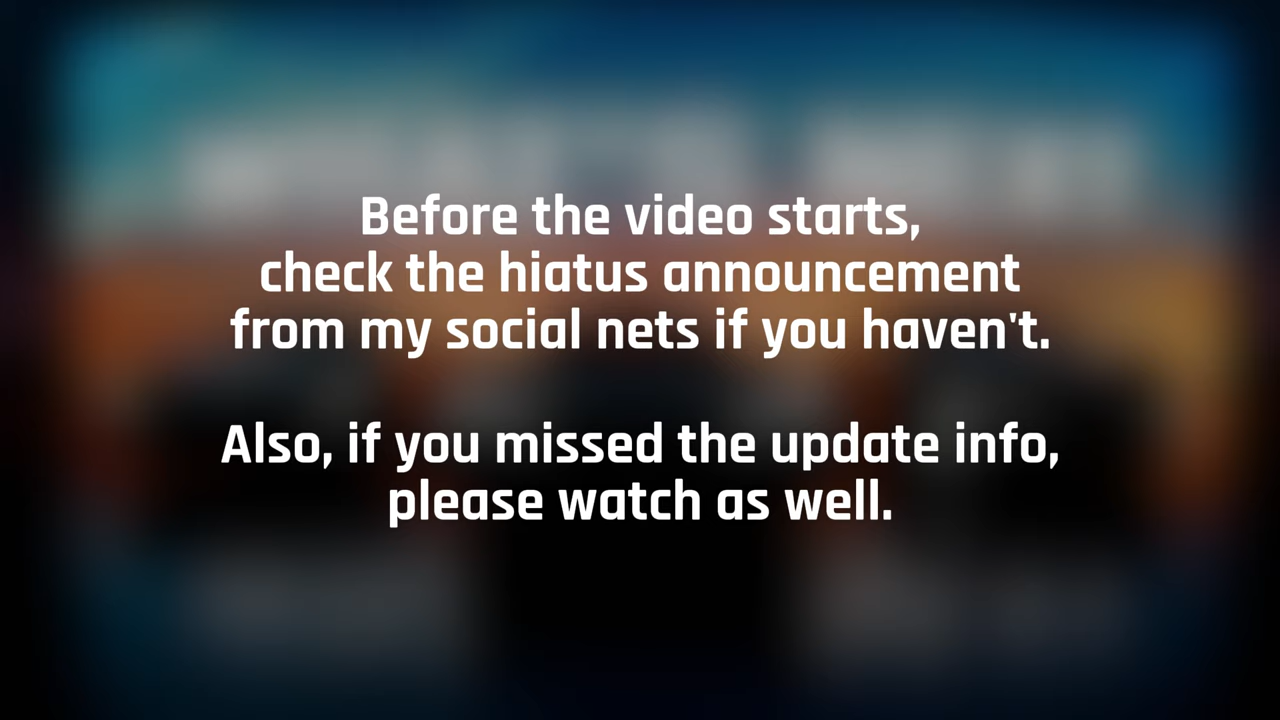 Before the video starts,
check the hiatus announcement
from my social nets if you haven't.
Also, if you missed the update info,
please watch as well.